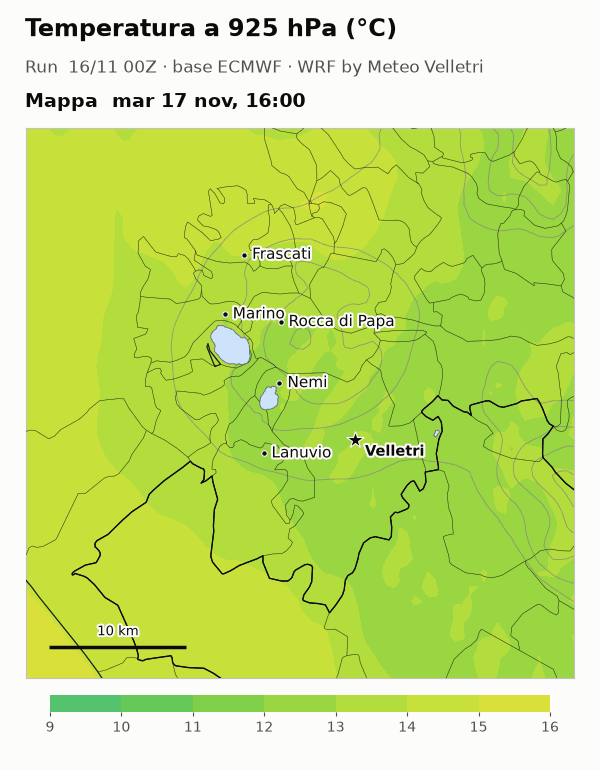 Temperatura a 925 hPa (°C)
Run  16/11 00Z · base ECMWF · WRF by Meteo Velletri
Mappa  mar 17 nov, 16:00
Frascati
Marino
Rocca di Papa
Nemi
Velletri
Lanuvio
10 km
9 10 11 12 13 14 15 16